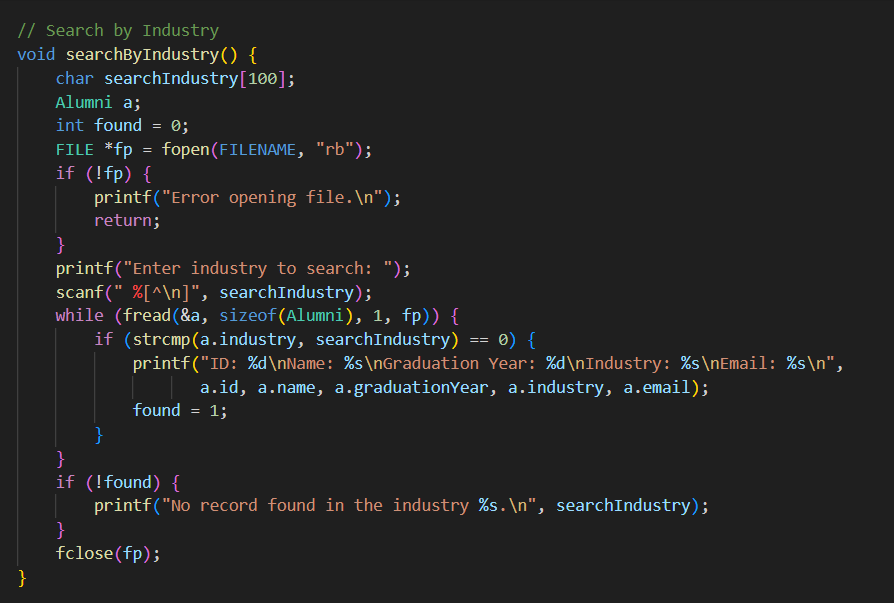 // Search by Industry
void searchByIndustry() {
    char searchIndustry[100];
    Alumni a;
    int found = 0;
    FILE *fp = fopen(FILENAME, "rb");
    if (!fp) {
        printf("Error opening file.\n");
        return;
    }
    printf("Enter industry to search: ");
    scanf(" %[^\n]", searchIndustry);
    while (fread(&a, sizeof(Alumni), 1, fp)) {
        if (strcmp(a.industry, searchIndustry) == 0) {
            printf("ID: %d\nName: %s\nGraduation Year: %d\nIndustry: %s\nEmail: %s\n",
                   a.id, a.name, a.graduationYear, a.industry, a.email);
            found = 1;
        }
    }
    if (!found) {
        printf("No record found in the industry %s.\n", searchIndustry);
    }
    fclose(fp);
}